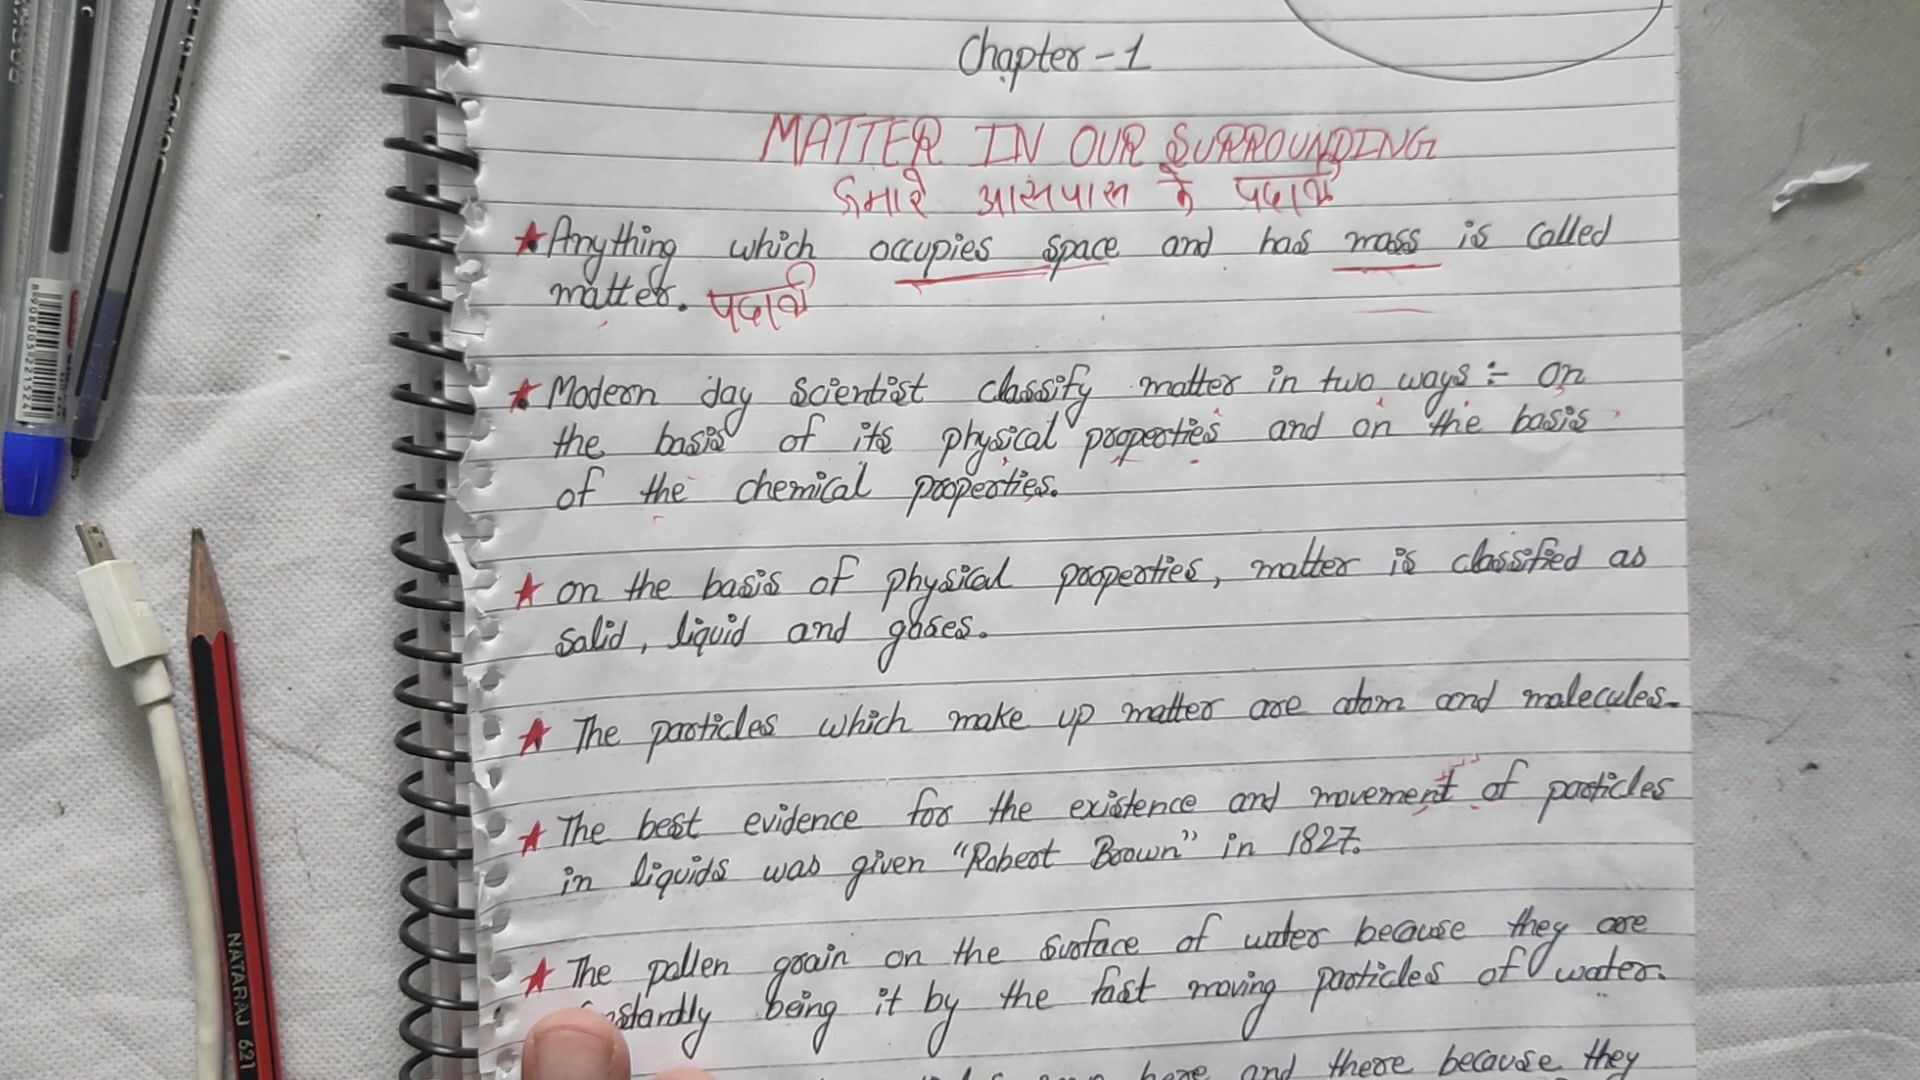 Chapter - 1
MATTER IN OUR SURROUNDING
हमारे आसपास के पदार्थ
★ Anything which occupies space and has mass is called
matter. पदार्थ
★ Modern day scientist classify matter in two ways :- On
the basis of its physical properties and on the basis
of the chemical properties.
★ on the basis of physical properties, matter is classified as
solid, liquid and gases.
★ The particles which make up matter are atom and molecules.
★ The best evidence for the existence and movement of particles
in liquids was given "Robert Brown" in 1827.
★ The pollen grain on the surface of water because they are
being it by the fast moving particles of water.
here and there because they
NATARAJ 621